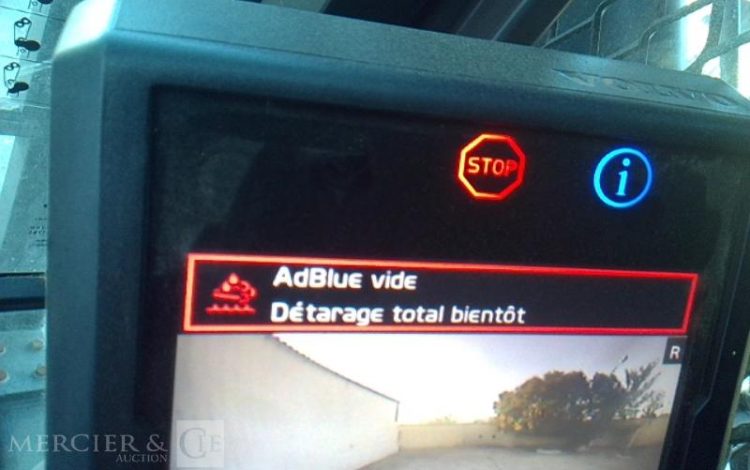 STOP
i
AdBlue vide
Détarage total bientôt
R
MERCIER & CIE
AUCTION